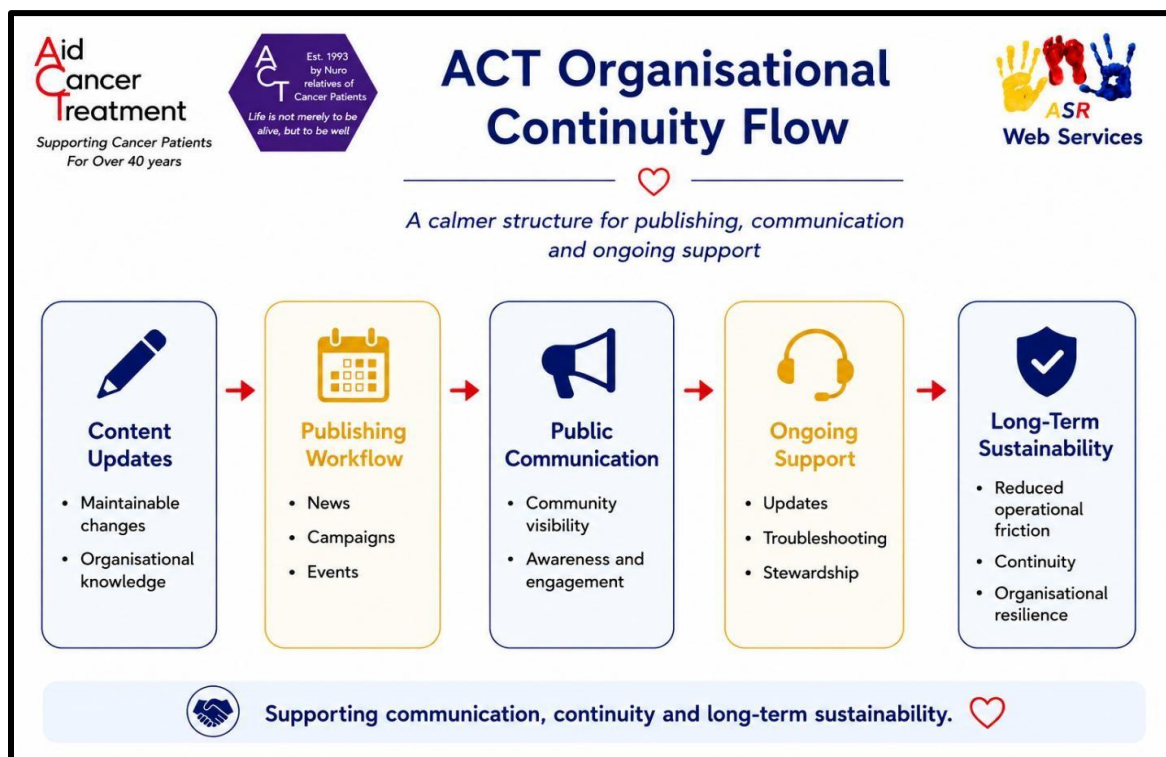 Aid
Cancer
Treatment
Supporting Cancer Patients
For Over 40 years
A
C
T
Est. 1993
by Nuro
relatives of
Cancer Patients
Life is not merely to be
alive, but to be well
ACT Organisational
Continuity Flow
A calmer structure for publishing, communication
and ongoing support
ASR
Web Services
Content
Updates
• Maintainable
changes
• Organisational
knowledge
Publishing
Workflow
• News
• Campaigns
• Events
Public
Communication
• Community
visibility
• Awareness and
engagement
Ongoing
Support
• Updates
• Troubleshooting
• Stewardship
Long-Term
Sustainability
• Reduced
operational
friction
• Continuity
• Organisational
resilience
Supporting communication, continuity and long-term sustainability.